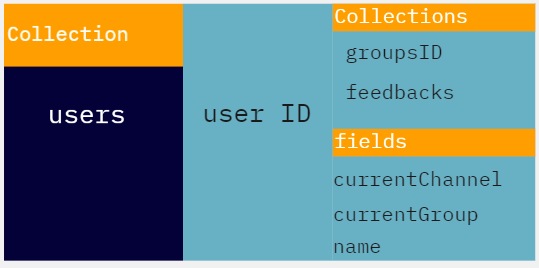 Collection
users
user ID
Collections
groupsID
feedbacks
fields
currentChannel
currentGroup
name